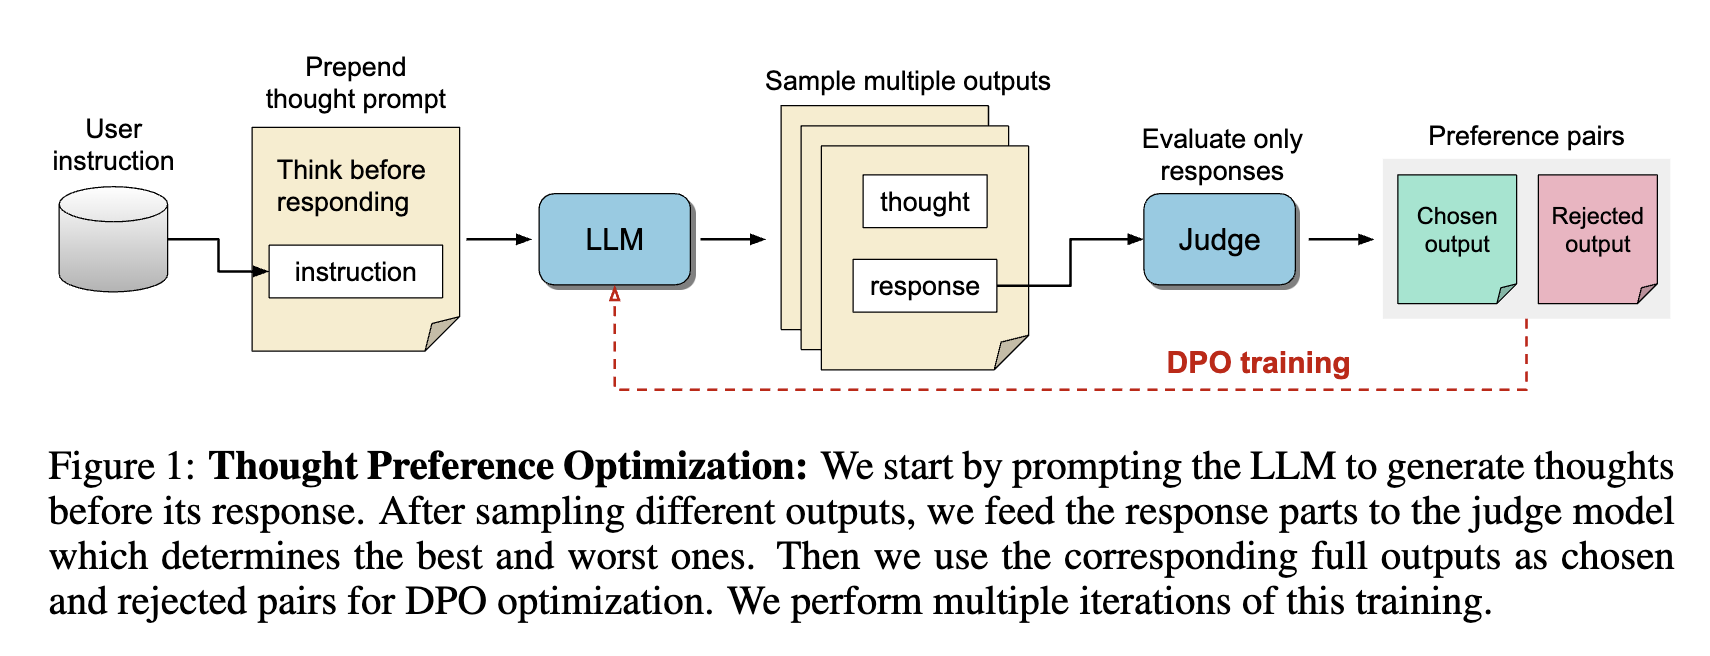 User
instruction
Prepend
thought prompt
Think before
responding
instruction
LLM
Sample multiple outputs
thought
response
Evaluate only
responses
Judge
Preference pairs
Chosen
output
Rejected
output
DPO training
Figure 1: Thought Preference Optimization: We start by prompting the LLM to generate thoughts
before its response. After sampling different outputs, we feed the response parts to the judge model
which determines the best and worst ones. Then we use the corresponding full outputs as chosen
and rejected pairs for DPO optimization. We perform multiple iterations of this training.